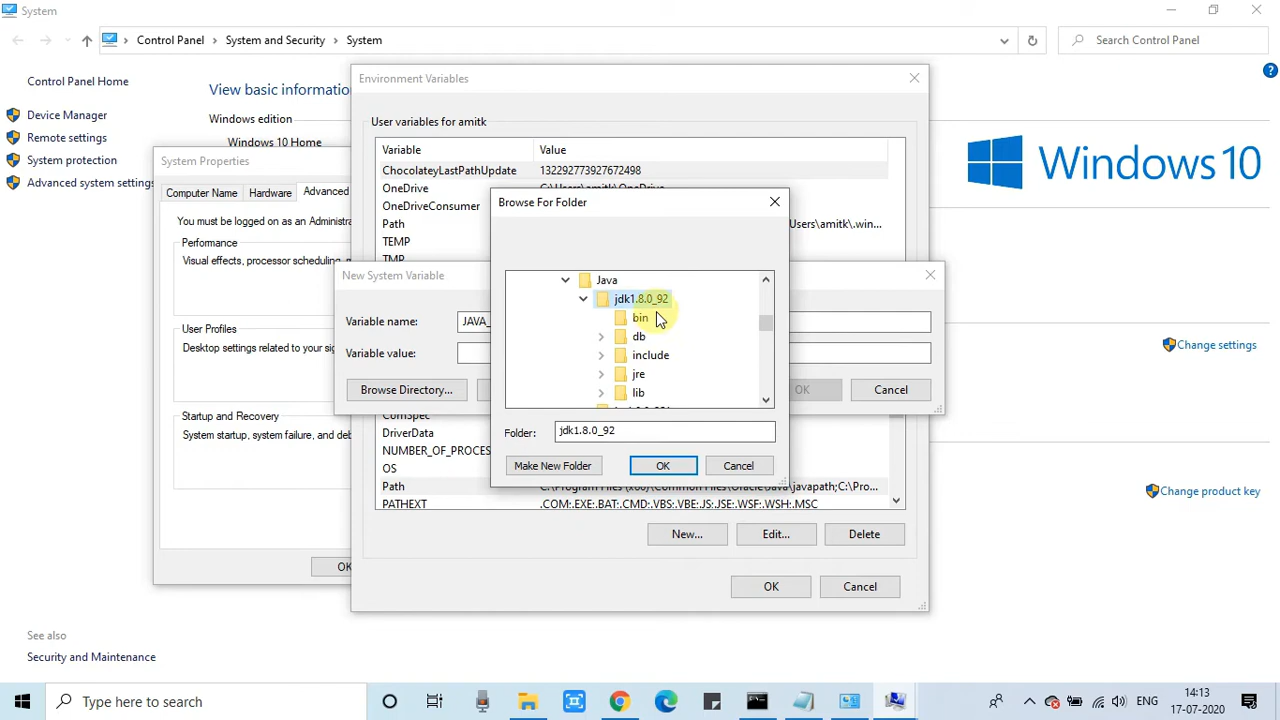 System
Control Panel
System and Security
System
Search Control Panel
Control Panel Home
Device Manager
Remote settings
System protection
Advanced system settings
View basic information
Windows edition
Windows 10 Home
Windows 10
Change settings
Change product key
See also
Security and Maintenance
System Properties
Computer Name
Hardware
Advanced
You must be logged on as an Administra
Performance
Visual effects, processor scheduling,
User Profiles
Desktop settings related to your sig
Startup and Recovery
System startup, system failure, and deb
OK
Environment Variables
User variables for amitk
Variable Value
ChocolateyLastPathUpdate 132292773927672498
OneDrive C:\Users\amitk\OneDrive
OneDriveConsumer
Path Users\amitk\.win...
TEMP
TMP
New System Variable
Variable name: JAVA_
Variable value:
Browse Directory...
OK
Cancel
ComSpec
DriverData
NUMBER_OF_PROCESS
OS
Path C:\Program Files (x86)\Common Files\Oracle\Java\javapath;C:\Pro...
PATHEXT .COM;.EXE;.BAT;.CMD;.VBS;.VBE;.JS;.JSE;.WSF;.WSH;.MSC
New...
Edit...
Delete
OK
Cancel
Browse For Folder
Java
jdk1.8.0_92
bin
db
include
jre
lib
Folder: jdk1.8.0_92
Make New Folder
OK
Cancel
Type here to search
ENG
14:13
17-07-2020